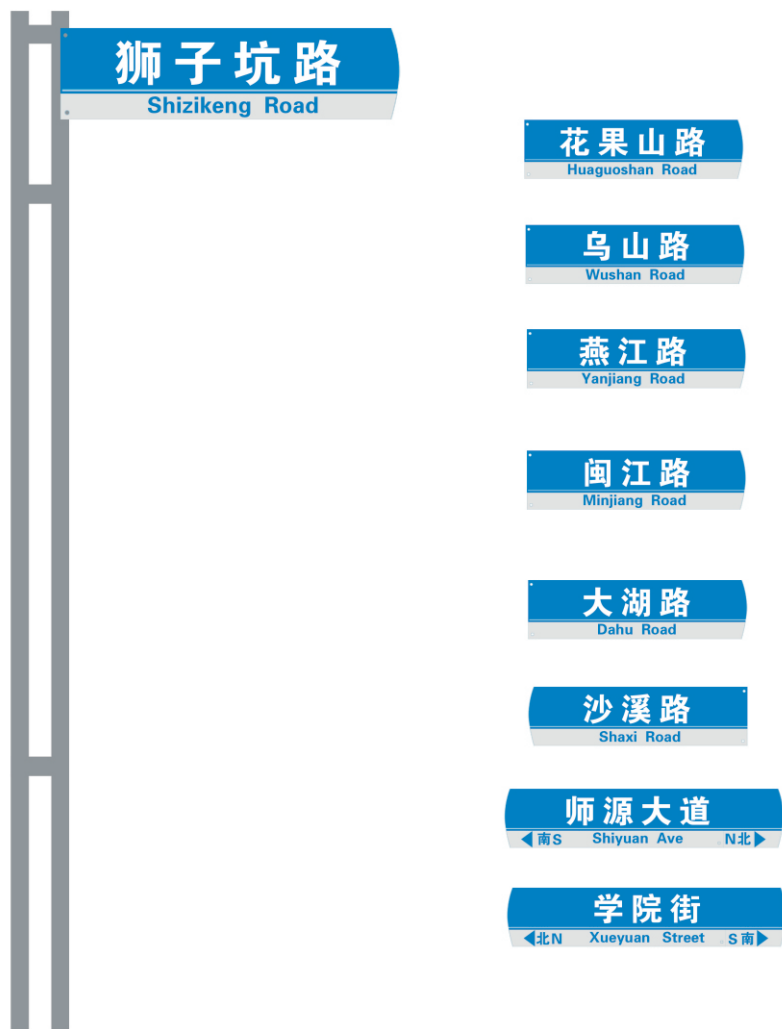 狮子坑路
Shizikeng Road
花果山路
Huaguoshan Road
乌山路
Wushan Road
燕江路
Yanjiang Road
闽江路
Minjiang Road
大湖路
Dahu Road
沙溪路
Shaxi Road
师源大道
南S Shiyuan Ave N北
学院街
北N Xueyuan Street S南